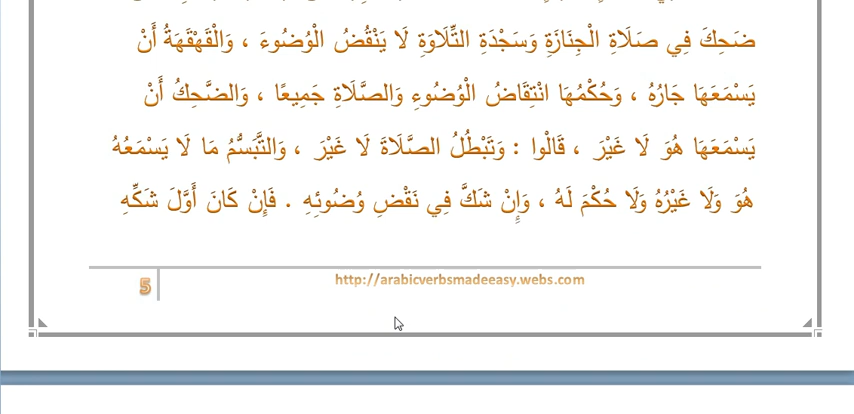 ضَحِكَ فِي صَلَاةِ الْجِنَازَةِ وَسَجْدَةِ التِّلَاوَةِ لَا يَنْقُضُ الْوُضُوءَ ، وَالْقَهْقَهَةُ أَنْ
يَسْمَعَهَا جَارُهُ ، وَحُكْمُهَا انْتِقَاضُ الْوُضُوءِ وَالصَّلَاةِ جَمِيعًا ، وَالضَّحِكُ أَنْ
يَسْمَعَهَا هُوَ لَا غَيْرَ ، قَالُوا : وَتَبْطُلُ الصَّلَاةَ لَا غَيْرَ ، وَالتَّبَسُّمُ مَا لَا يَسْمَعُهُ
هُوَ وَلَا غَيْرُهُ وَلَا حُكْمَ لَهُ ، وَإِنْ شَكَّ فِي نَقْضِ وُضُوئِهِ . فَإِنْ كَانَ أَوَّلَ شَكِّهِ
5 http://arabicverbsmadeeasy.webs.com